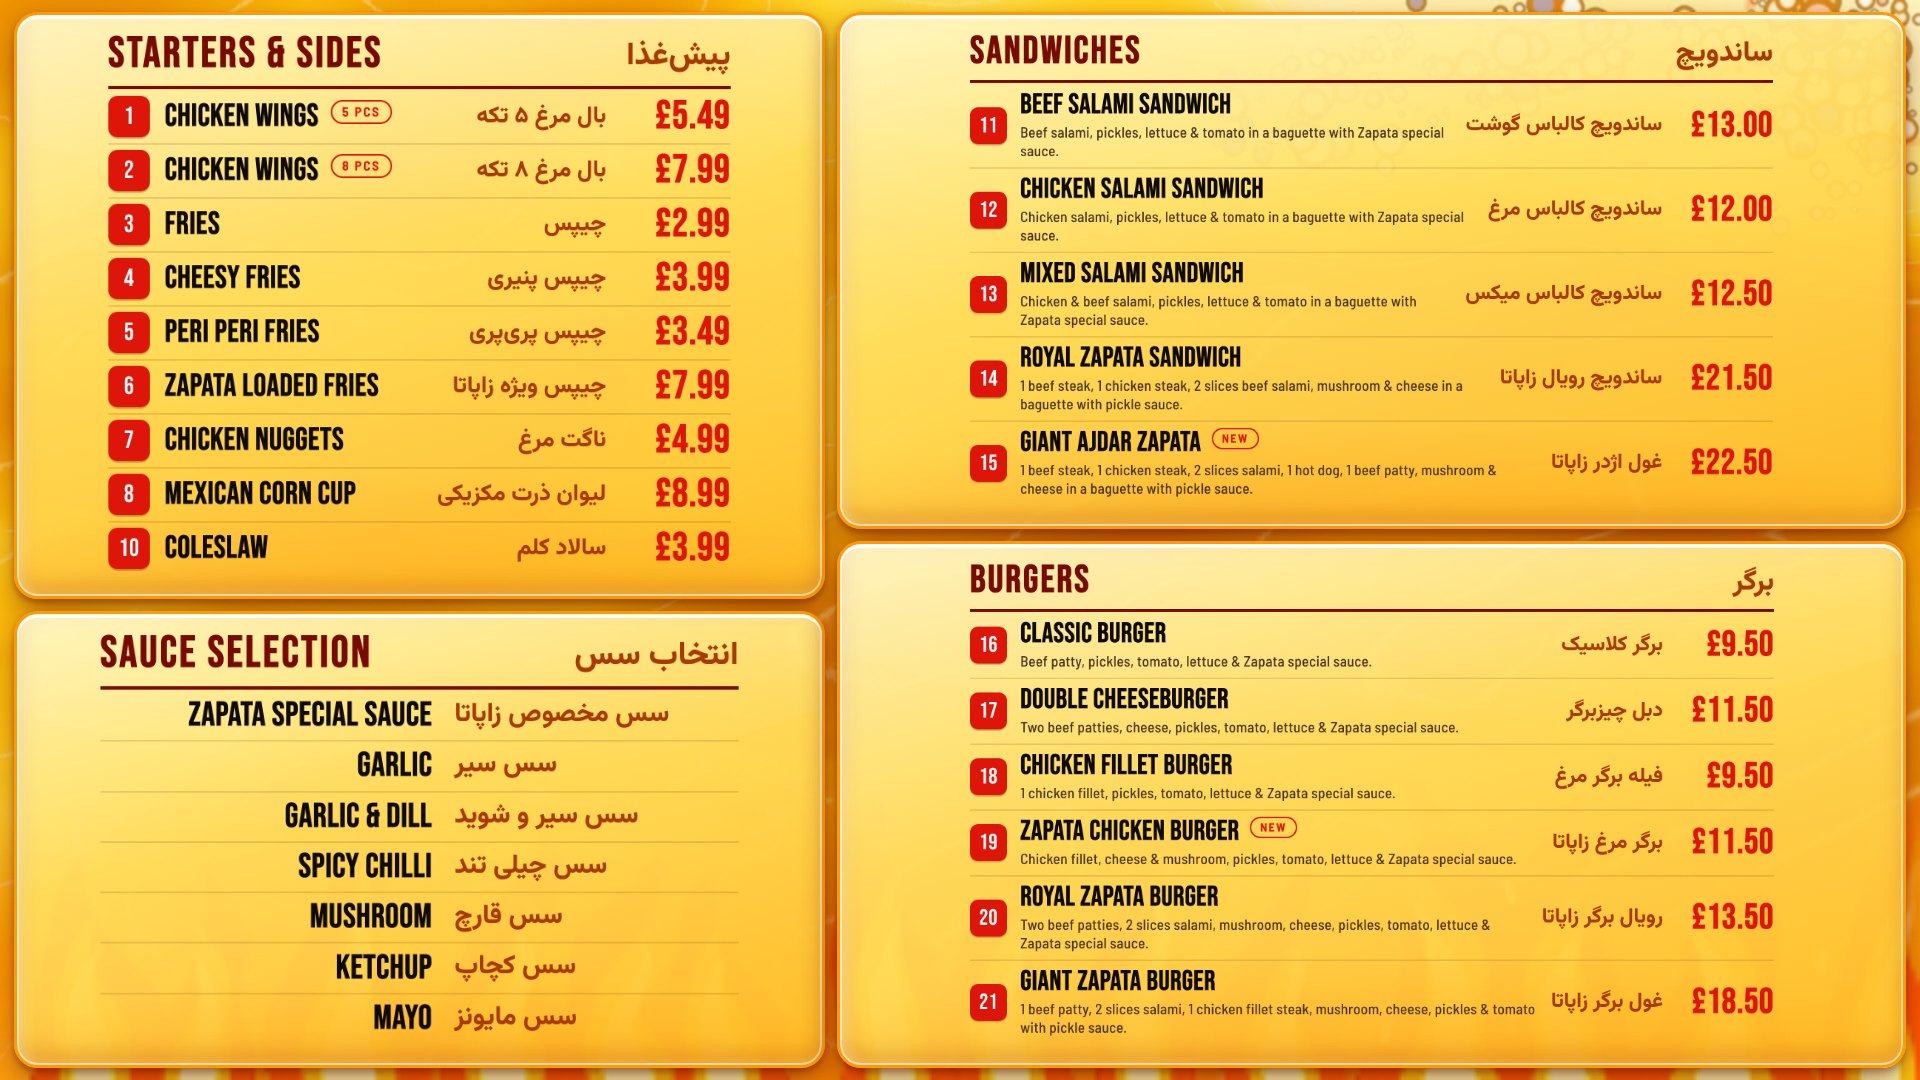 STARTERS & SIDES پیش‌غذا
1 CHICKEN WINGS 5 PCS بال مرغ ۵ تکه £5.49
2 CHICKEN WINGS 8 PCS بال مرغ ۸ تکه £7.99
3 FRIES چیپس £2.99
4 CHEESY FRIES چیپس پنیری £3.99
5 PERI PERI FRIES چیپس پری‌پری £3.49
6 ZAPATA LOADED FRIES چیپس ویژه زاپاتا £7.99
7 CHICKEN NUGGETS ناگت مرغ £4.99
8 MEXICAN CORN CUP لیوان ذرت مکزیکی £8.99
10 COLESLAW سالاد کلم £3.99
SAUCE SELECTION انتخاب سس
ZAPATA SPECIAL SAUCE سس مخصوص زاپاتا
GARLIC سس سیر
GARLIC & DILL سس سیر و شوید
SPICY CHILLI سس چیلی تند
MUSHROOM سس قارچ
KETCHUP سس کچاپ
MAYO سس مایونز
SANDWICHES ساندویچ
11 BEEF SALAMI SANDWICH ساندویچ کالباس گوشت £13.00
Beef salami, pickles, lettuce & tomato in a baguette with Zapata special
sauce.
12 CHICKEN SALAMI SANDWICH ساندویچ کالباس مرغ £12.00
Chicken salami, pickles, lettuce & tomato in a baguette with Zapata special
sauce.
13 MIXED SALAMI SANDWICH ساندویچ کالباس میکس £12.50
Chicken & beef salami, pickles, lettuce & tomato in a baguette with
Zapata special sauce.
14 ROYAL ZAPATA SANDWICH ساندویچ رویال زاپاتا £21.50
1 beef steak, 1 chicken steak, 2 slices beef salami, mushroom & cheese in a
baguette with pickle sauce.
15 GIANT AJDAR ZAPATA NEW غول اژدر زاپاتا £22.50
1 beef steak, 1 chicken steak, 2 slices salami, 1 hot dog, 1 beef patty, mushroom &
cheese in a baguette with pickle sauce.
BURGERS برگر
16 CLASSIC BURGER برگر کلاسیک £9.50
Beef patty, pickles, tomato, lettuce & Zapata special sauce.
17 DOUBLE CHEESEBURGER دبل چیزبرگر £11.50
Two beef patties, cheese, pickles, tomato, lettuce & Zapata special sauce.
18 CHICKEN FILLET BURGER فیله برگر مرغ £9.50
1 chicken fillet, pickles, tomato, lettuce & Zapata special sauce.
19 ZAPATA CHICKEN BURGER NEW برگر مرغ زاپاتا £11.50
Chicken fillet, cheese & mushroom, pickles, tomato, lettuce & Zapata special sauce.
20 ROYAL ZAPATA BURGER رویال برگر زاپاتا £13.50
Two beef patties, 2 slices salami, mushroom, cheese, pickles, tomato, lettuce &
Zapata special sauce.
21 GIANT ZAPATA BURGER غول برگر زاپاتا £18.50
1 beef patty, 2 slices salami, 1 chicken fillet steak, mushroom, cheese, pickles & tomato
with pickle sauce.